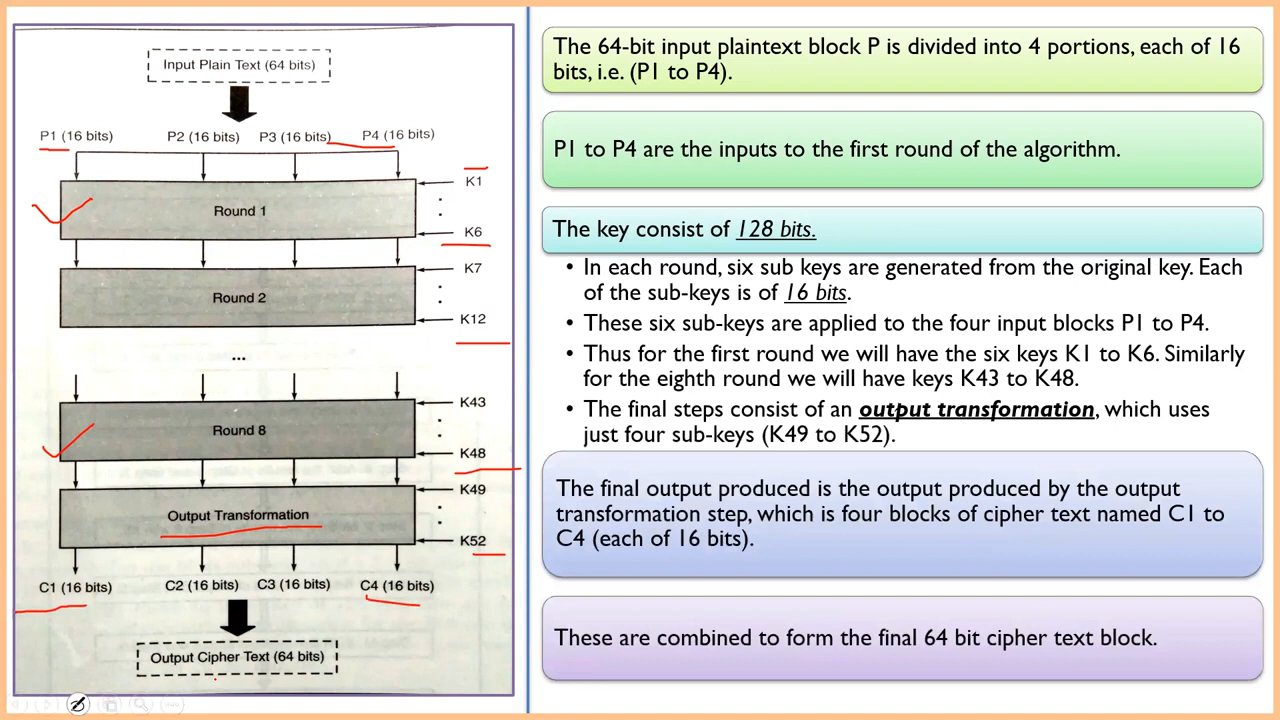 Input Plain Text (64 bits)
P1 (16 bits) P2 (16 bits) P3 (16 bits) P4 (16 bits)
K1
Round 1
K6
K7
Round 2
K12
...
K43
Round 8
K48
K49
Output Transformation
K52
C1 (16 bits) C2 (16 bits) C3 (16 bits) C4 (16 bits)
Output Cipher Text (64 bits)
The 64-bit input plaintext block P is divided into 4 portions, each of 16
bits, i.e. (P1 to P4).
P1 to P4 are the inputs to the first round of the algorithm.
The key consist of 128 bits.
• In each round, six sub keys are generated from the original key. Each
of the sub-keys is of 16 bits.
• These six sub-keys are applied to the four input blocks P1 to P4.
• Thus for the first round we will have the six keys K1 to K6. Similarly
for the eighth round we will have keys K43 to K48.
• The final steps consist of an output transformation, which uses
just four sub-keys (K49 to K52).
The final output produced is the output produced by the output
transformation step, which is four blocks of cipher text named C1 to
C4 (each of 16 bits).
These are combined to form the final 64 bit cipher text block.